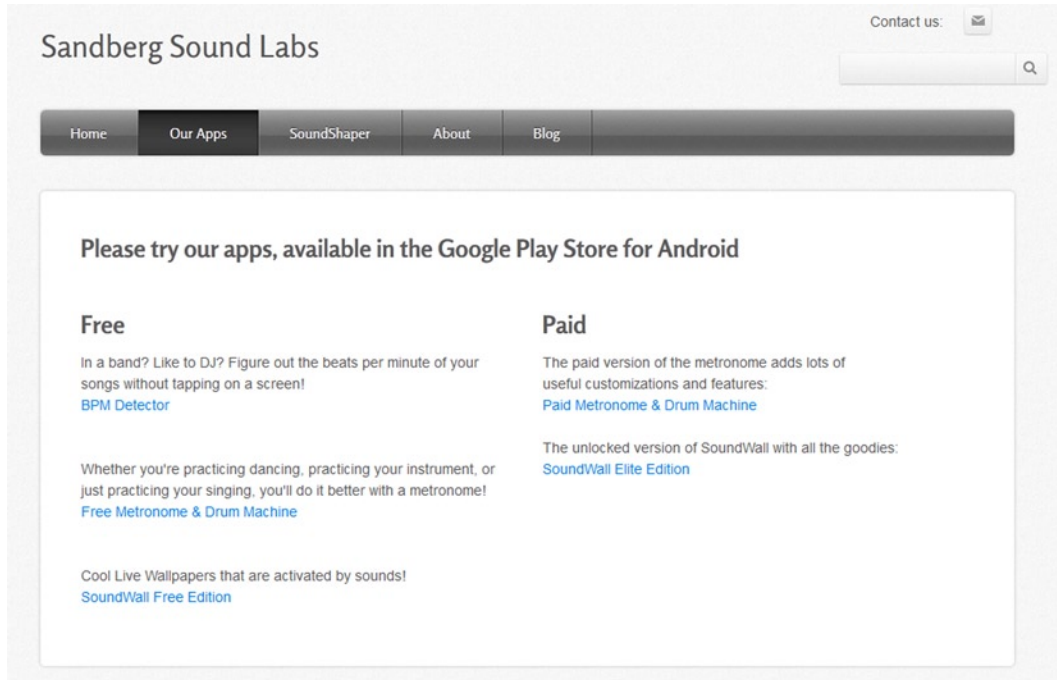 Contact us:
Sandberg Sound Labs
Home
Our Apps
SoundShaper
About
Blog
Please try our apps, available in the Google Play Store for Android
Free
In a band? Like to DJ? Figure out the beats per minute of your
songs without tapping on a screen!
BPM Detector
Whether you're practicing dancing, practicing your instrument, or
just practicing your singing, you'll do it better with a metronome!
Free Metronome & Drum Machine
Cool Live Wallpapers that are activated by sounds!
SoundWall Free Edition
Paid
The paid version of the metronome adds lots of
useful customizations and features:
Paid Metronome & Drum Machine
The unlocked version of SoundWall with all the goodies:
SoundWall Elite Edition